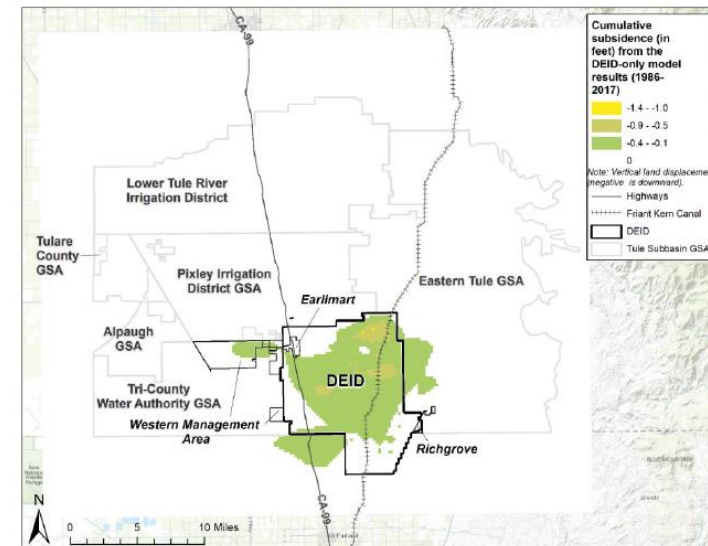 CA-99
Cumulative
subsidence (in
feet) from the
DEID-only model
results (1986-
2017)
-1.4 - -1.0
-0.9 - -0.5
-0.4 - -0.1
0
Note: Vertical land displaceme
(negative is downward).
Highways
Friant Kern Canal
DEID
Tule Subbasin GSA
Lower Tule River
Irrigation District
Tulare
County
GSA
Pixley Irrigation
District GSA
Eastern Tule GSA
Earlimart
Alpaugh
GSA
DEID
Tri-County
Water Authority GSA
Western Management
Area
Richgrove
CA-99
N
0 5 10 Miles